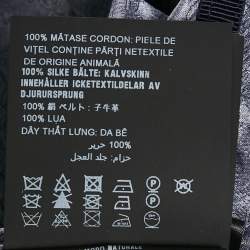 100% MĂTASE CORDON: PIELE DE
VIȚEL CONȚINE PĂRȚI NETEXTILE
DE ORIGINE ANIMALĂ
100% SILKE BÄLTE: KALVSKINN
INNEHÅLLER ICKETEXTILDELAR AV
DJURURSPRUNG
100% 絹 ベルト : 子牛革
100% LUA
DÂY THẮT LƯNG: DA BÊ
100% حرير
حزام: جلد العجل
P